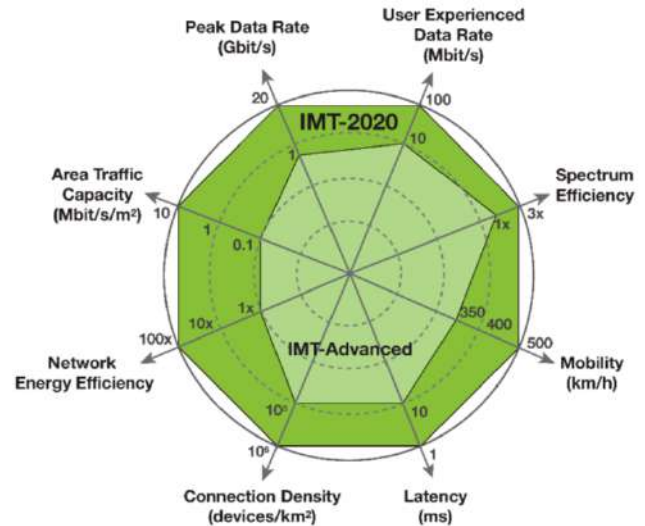 Peak Data Rate
(Gbit/s)
User Experienced
Data Rate
(Mbit/s)
20
100
IMT-2020
1
10
Area Traffic
Capacity
(Mbit/s/m²)
Spectrum
Efficiency
10
1
0.1
1x
3x
1x
10x
100x
350
400
500
IMT-Advanced
Network
Energy Efficiency
Mobility
(km/h)
10⁵
10
10⁶
1
Connection Density
(devices/km²)
Latency
(ms)